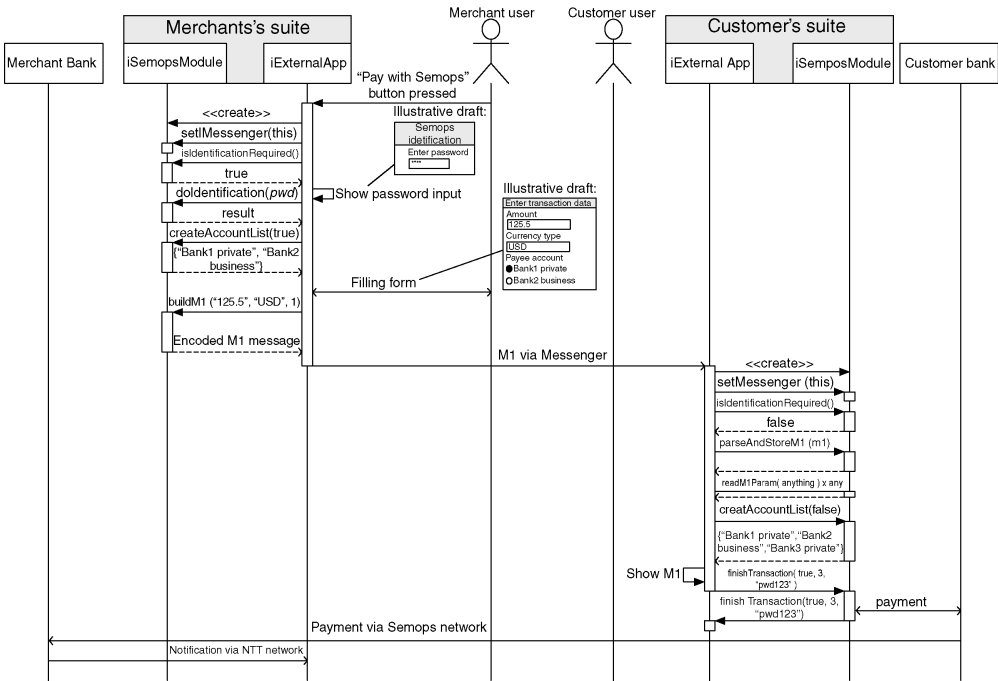 Merchant user
Customer user
Merchants's suite
Customer's suite
Merchant Bank
iSemopsModule
iExternalApp
iExternal App
iSemposModule
Customer bank
“Pay with Semops”
button pressed
<<create>>
Illustrative draft:
setIMessenger(this)
Semops
idetification
Enter password
****
isIdentificationRequired()
true
doIdentification(pwd)
Show password input
result
Illustrative draft:
Enter transaction data
Amount
125.5
Currency type
USD
Payee account
Bank1 private
Bank2 business
createAccountList(true)
{“Bank1 private”, “Bank2
business”}
Filling form
buildM1 (“125.5”, “USD”, 1)
Encoded M1 message
M1 via Messenger
<<create>>
setMessenger (this)
isIdentificationRequired()
false
parseAndStoreM1 (m1)
readM1Param( anything ) x any
creatAccountList(false)
{“Bank1 private”,“Bank2
business”,“Bank3 private”}
Show M1
finishTransaction( true, 3,
“pwd123” )
finish Transaction(true, 3,
“pwd123”)
payment
Payment via Semops network
Notification via NTT network